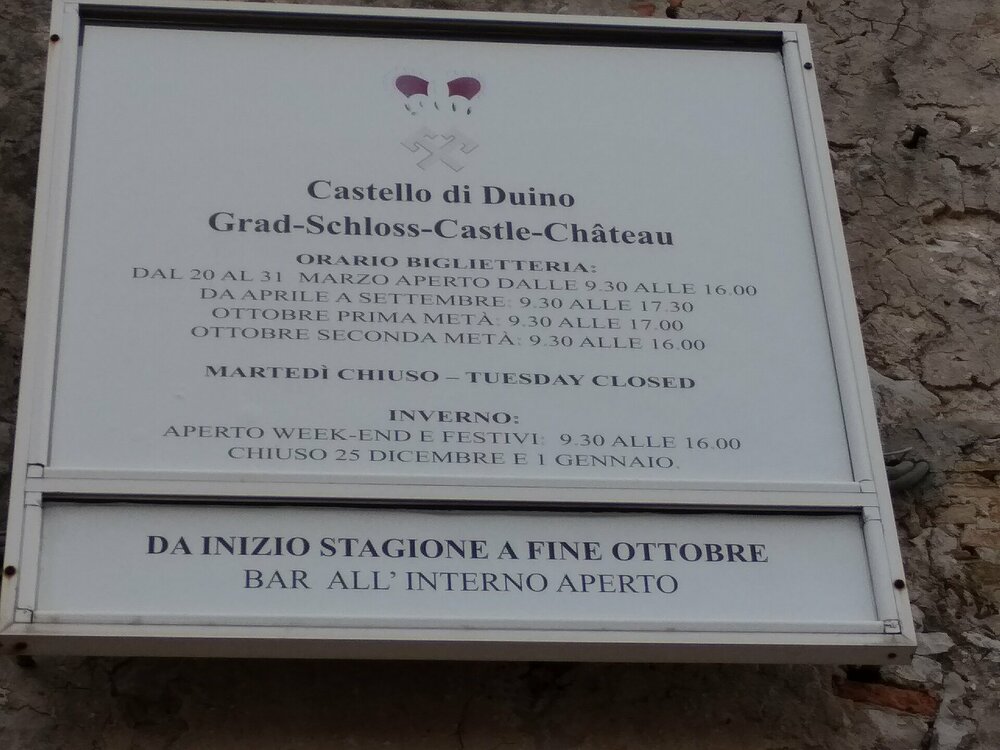 Castello di Duino
Grad-Schloss-Castle-Château
ORARIO BIGLIETTERIA:
DAL 20 AL 31 MARZO APERTO DALLE 9.30 ALLE 16.00
DA APRILE A SETTEMBRE: 9.30 ALLE 17.30
OTTOBRE PRIMA METÀ: 9.30 ALLE 17.00
OTTOBRE SECONDA METÀ: 9.30 ALLE 16.00
MARTEDÌ CHIUSO – TUESDAY CLOSED
INVERNO:
APERTO WEEK-END E FESTIVI: 9.30 ALLE 16.00
CHIUSO 25 DICEMBRE E 1 GENNAIO.
DA INIZIO STAGIONE A FINE OTTOBRE
BAR ALL' INTERNO APERTO